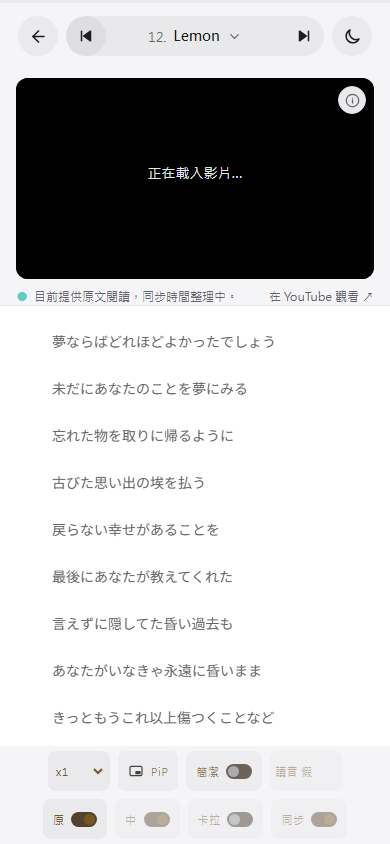 12. Lemon
正在載入影片...
目前提供原文閱讀，同步時間整理中。 在 YouTube 觀看 ↗
夢ならばどれほどよかったでしょう
未だにあなたのことを夢にみる
忘れた物を取りに帰るように
古びた思い出の埃を払う
戻らない幸せがあることを
最後にあなたが教えてくれた
言えずに隠してた昏い過去も
あなたがいなきゃ永遠に昏いまま
きっともうこれ以上傷つくことなど
x1 PiP 簡潔 讀音 假
原 中 卡拉 同步